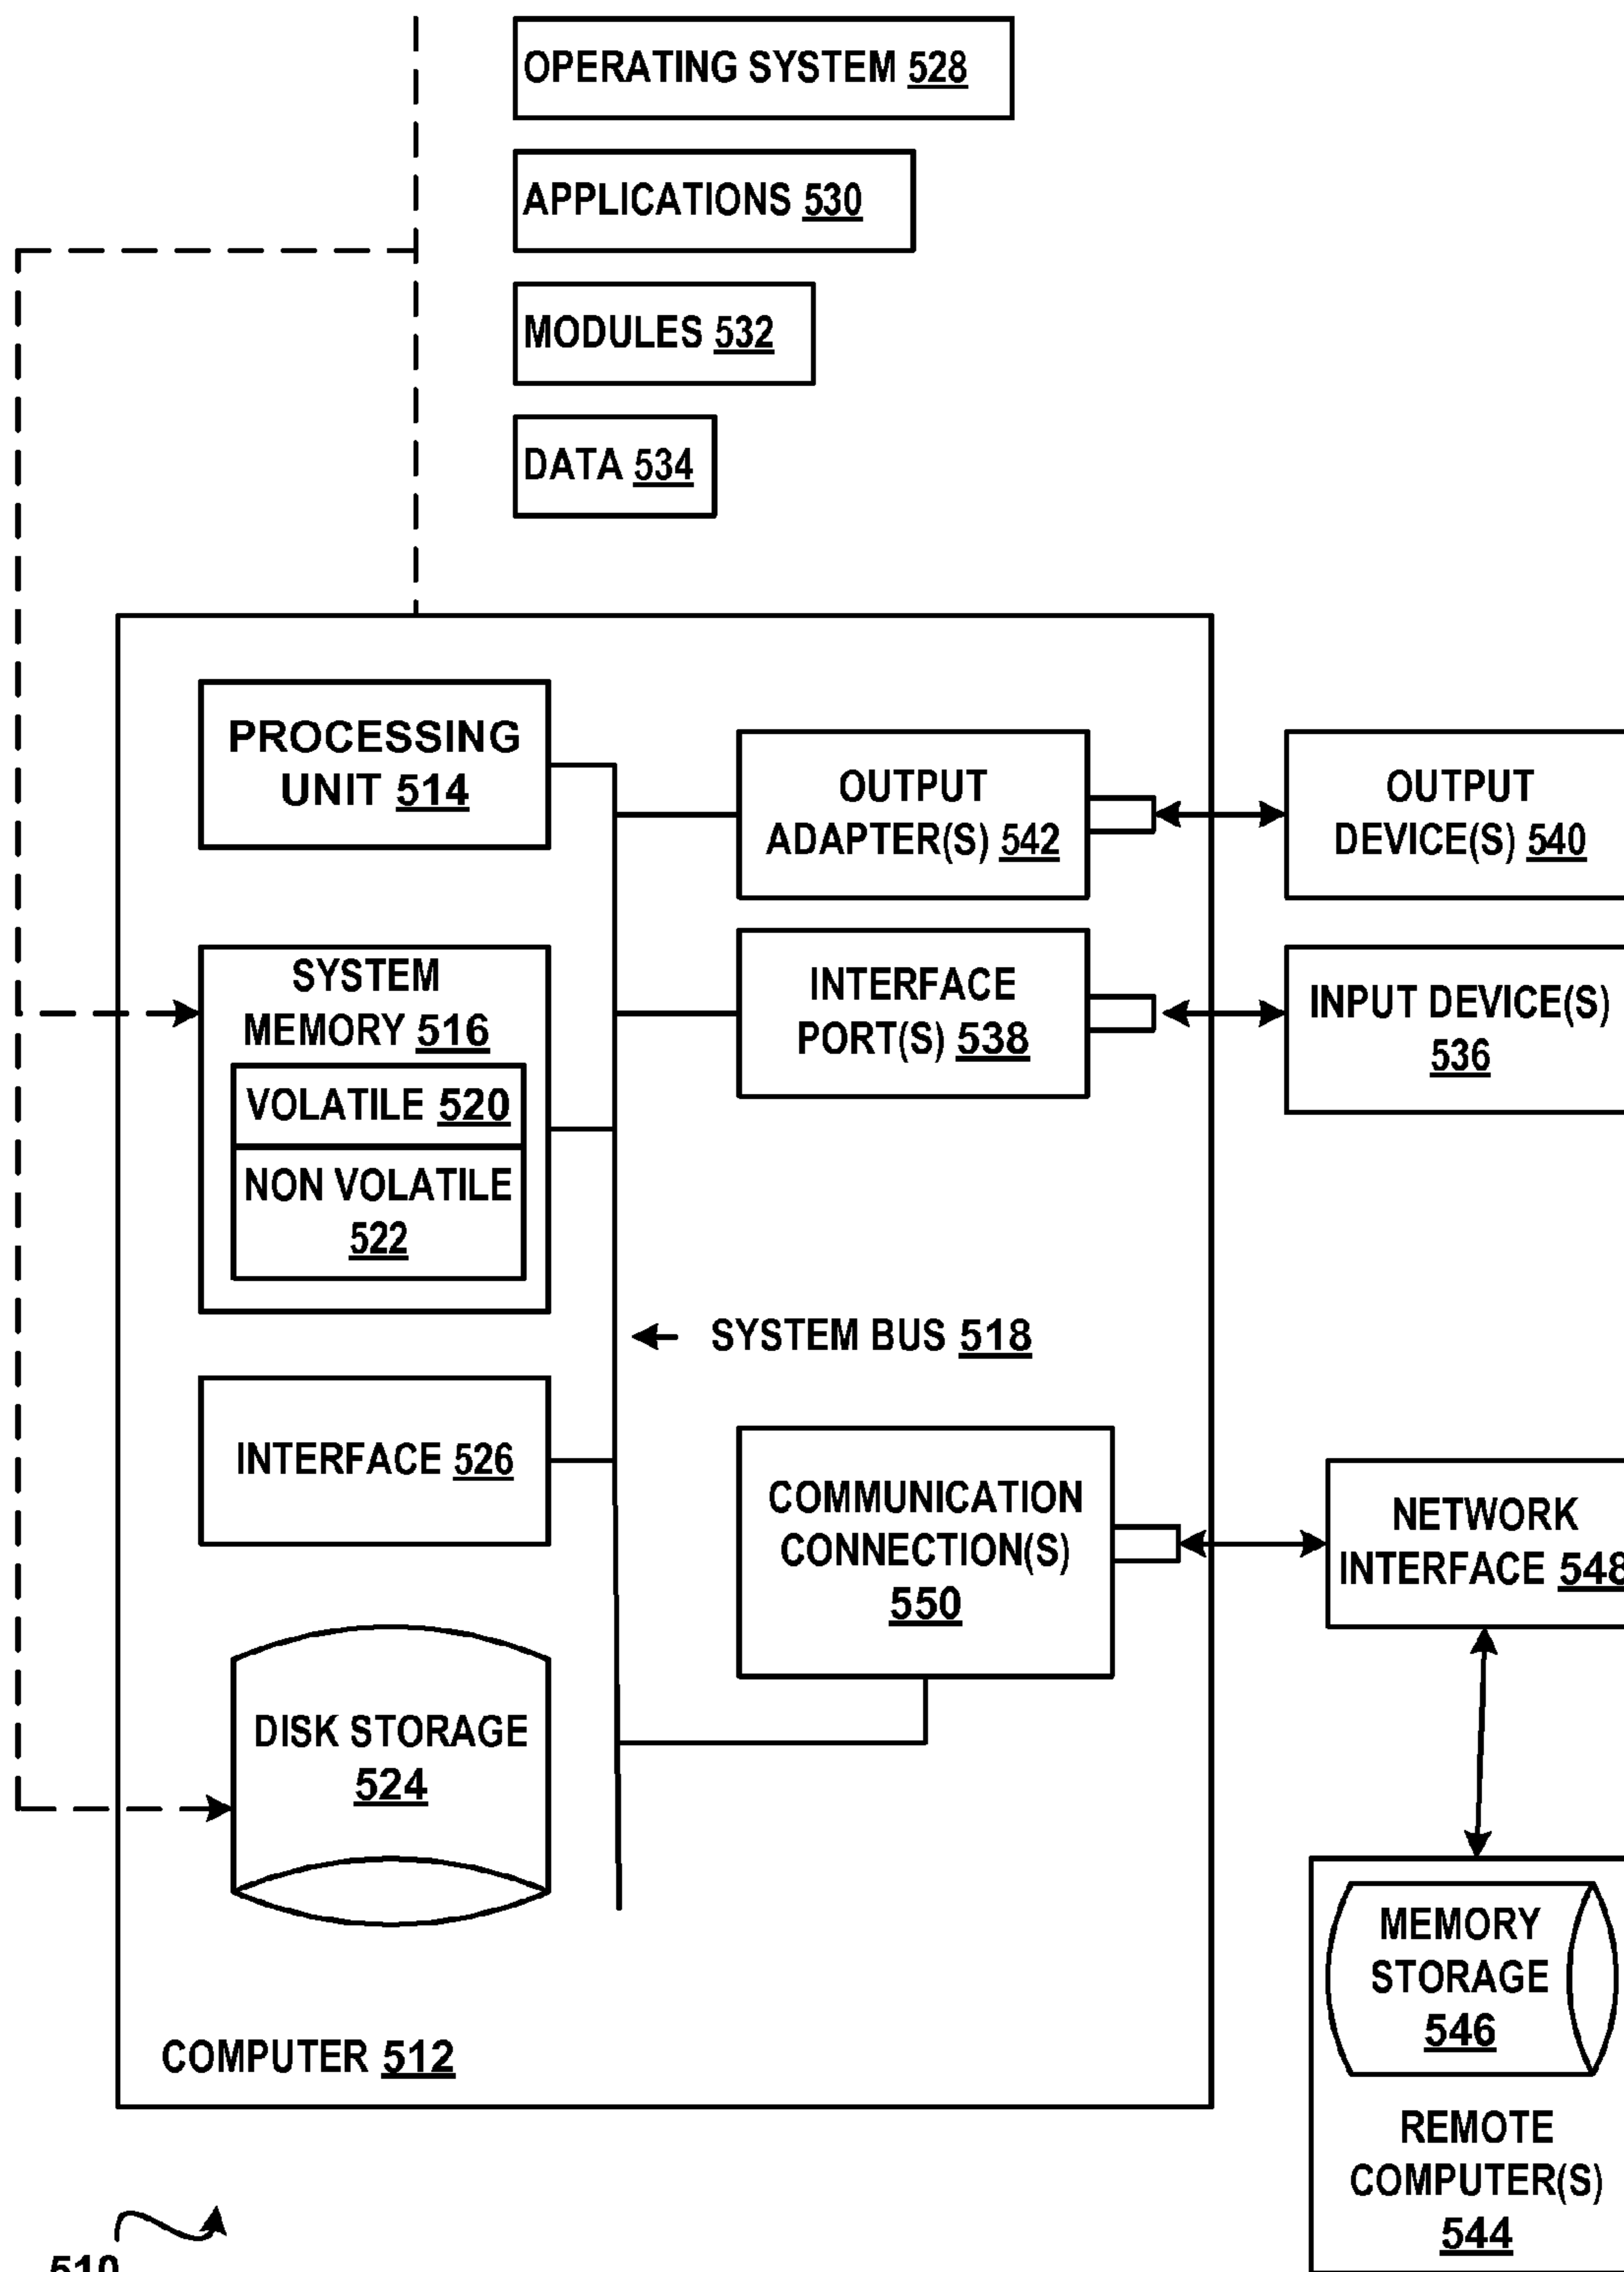 OPERATING SYSTEM 528
APPLICATIONS 530
MODULES 532
DATA 534
PROCESSING
UNIT 514
OUTPUT
ADAPTER(S) 542
OUTPUT
DEVICE(S) 540
SYSTEM
MEMORY 516
VOLATILE 520
NON VOLATILE
522
INTERFACE
PORT(S) 538
INPUT DEVICE(S)
536
SYSTEM BUS 518
INTERFACE 526
COMMUNICATION
CONNECTION(S)
550
NETWORK
INTERFACE 548
DISK STORAGE
524
MEMORY
STORAGE
546
REMOTE
COMPUTER(S)
544
COMPUTER 512
510